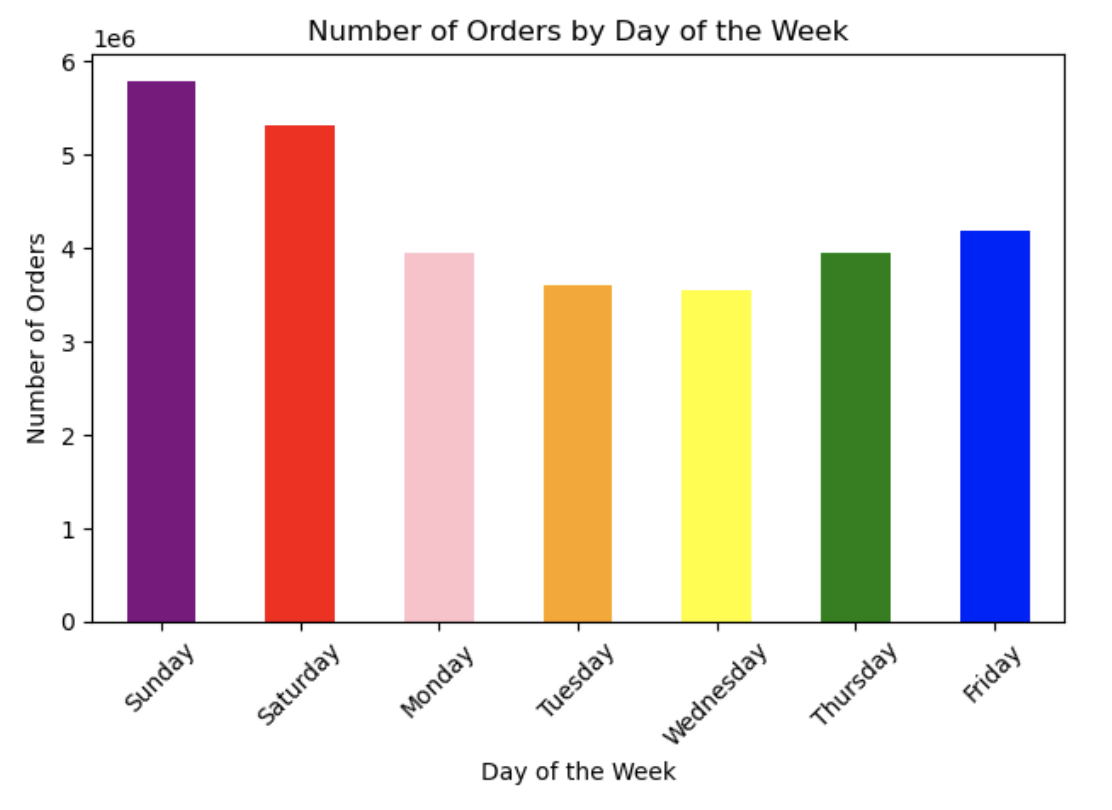 Number of Orders by Day of the Week
1e6
6
5
4
3
2
1
0
Number of Orders
Sunday
Saturday
Monday
Tuesday
Wednesday
Thursday
Friday
Day of the Week